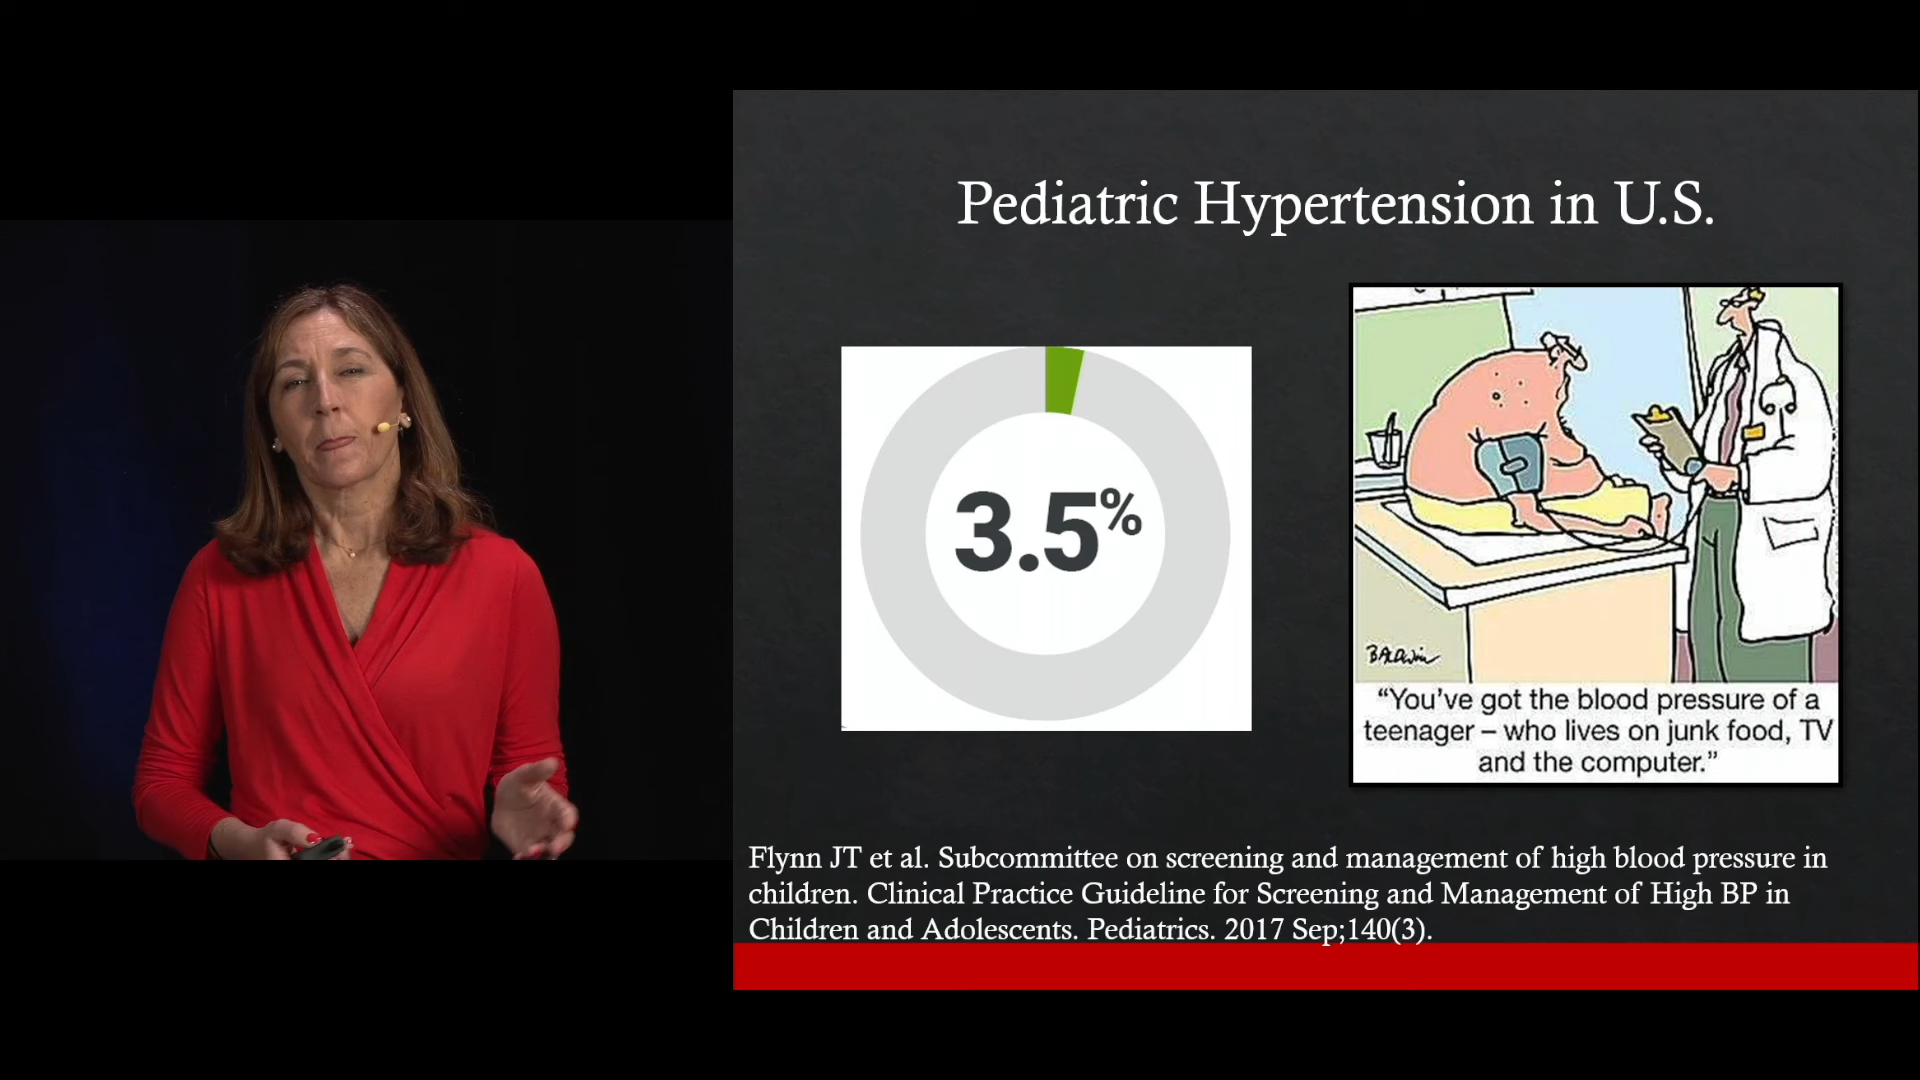 Pediatric Hypertension in U.S.
3.5%
BALDWIN
“You’ve got the blood pressure of a
teenager – who lives on junk food, TV
and the computer.”
Flynn JT et al. Subcommittee on screening and management of high blood pressure in
children. Clinical Practice Guideline for Screening and Management of High BP in
Children and Adolescents. Pediatrics. 2017 Sep;140(3).